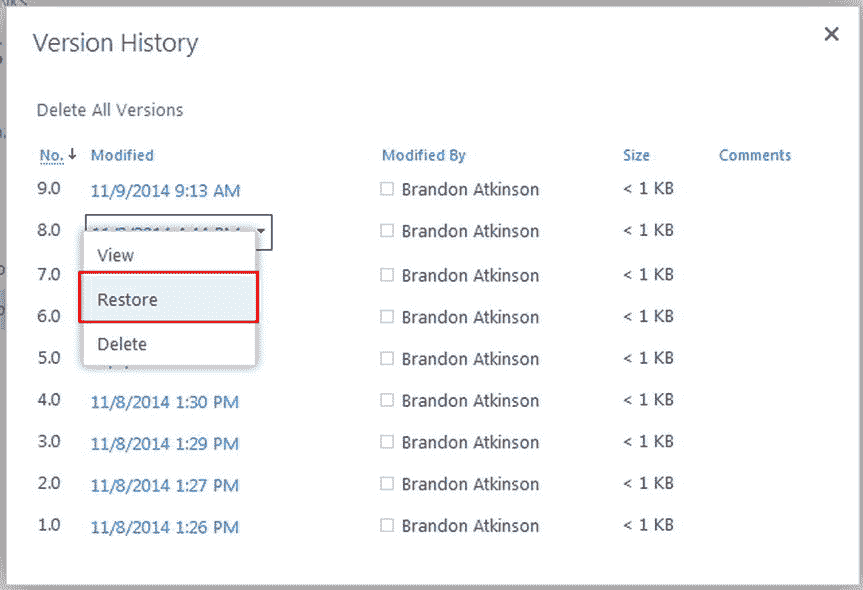 Version History
Delete All Versions
No. Modified Modified By Size Comments
9.0 11/9/2014 9:13 AM Brandon Atkinson < 1 KB
8.0 Brandon Atkinson < 1 KB
View
7.0 Brandon Atkinson < 1 KB
Restore
6.0 Brandon Atkinson < 1 KB
Delete
5.0 Brandon Atkinson < 1 KB
4.0 11/8/2014 1:30 PM Brandon Atkinson < 1 KB
3.0 11/8/2014 1:29 PM Brandon Atkinson < 1 KB
2.0 11/8/2014 1:27 PM Brandon Atkinson < 1 KB
1.0 11/8/2014 1:26 PM Brandon Atkinson < 1 KB